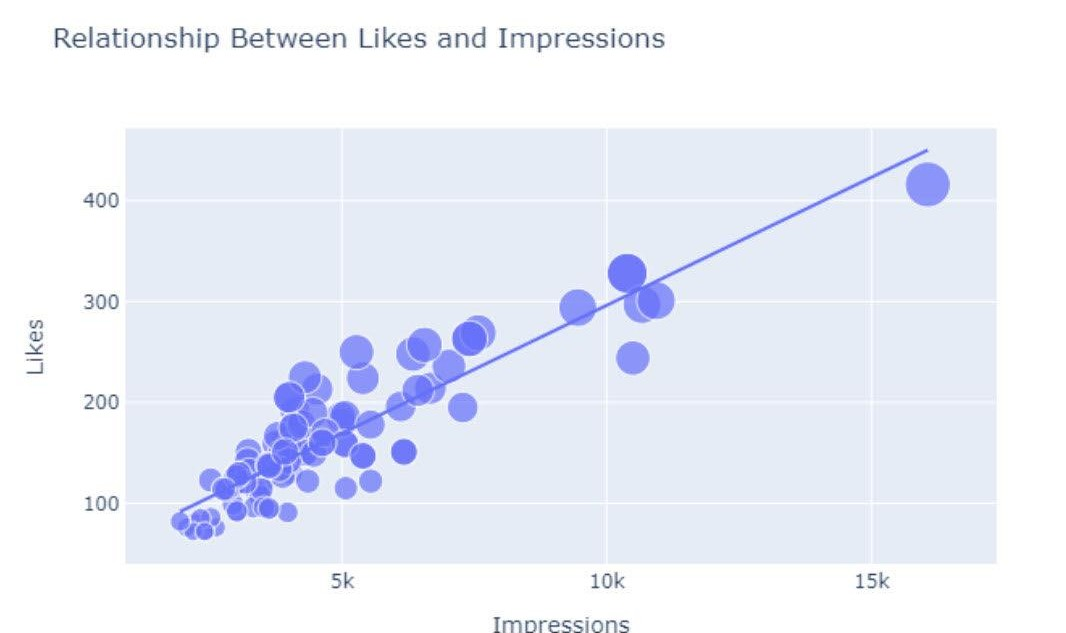 Relationship Between Likes and Impressions
400
300
200
100
Likes
5k
10k
15k
Impressions